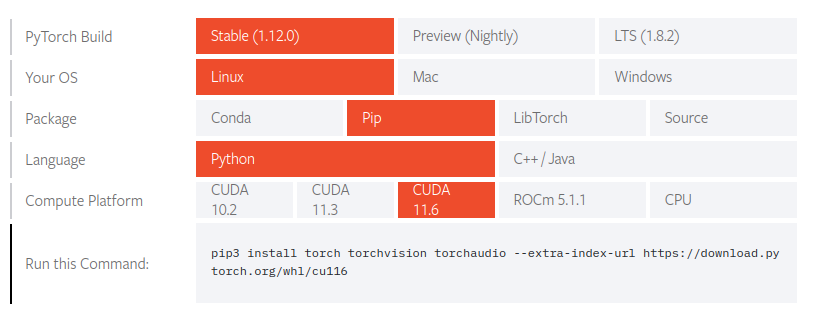 PyTorch Build
Stable (1.12.0)
Preview (Nightly)
LTS (1.8.2)
Your OS
Linux
Mac
Windows
Package
Conda
Pip
LibTorch
Source
Language
Python
C++ / Java
Compute Platform
CUDA
10.2
CUDA
11.3
CUDA
11.6
ROCm 5.1.1
CPU
Run this Command:
pip3 install torch torchvision torchaudio --extra-index-url https://download.py
torch.org/whl/cu116